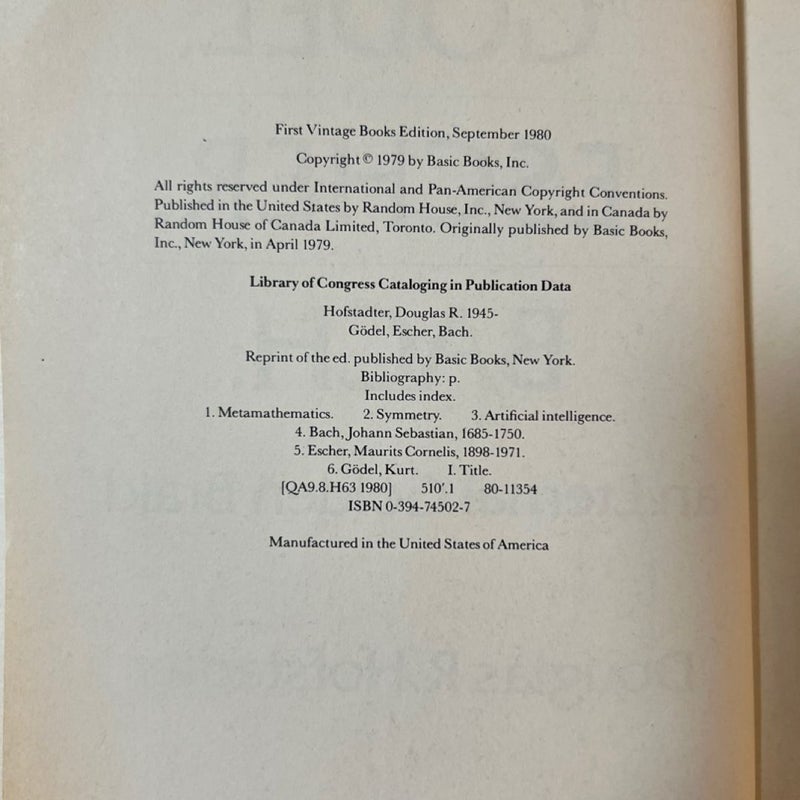 First Vintage Books Edition, September 1980
Copyright © 1979 by Basic Books, Inc.
All rights reserved under International and Pan-American Copyright Conventions.
Published in the United States by Random House, Inc., New York, and in Canada by
Random House of Canada Limited, Toronto. Originally published by Basic Books,
Inc., New York, in April 1979.
Library of Congress Cataloging in Publication Data
Hofstadter, Douglas R. 1945-
Gödel, Escher, Bach.
Reprint of the ed. published by Basic Books, New York.
Bibliography: p.
Includes index.
1. Metamathematics. 2. Symmetry. 3. Artificial intelligence.
4. Bach, Johann Sebastian, 1685-1750.
5. Escher, Maurits Cornelis, 1898-1971.
6. Gödel, Kurt. I. Title.
[QA9.8.H63 1980] 510'.1 80-11354
ISBN 0-394-74502-7
Manufactured in the United States of America